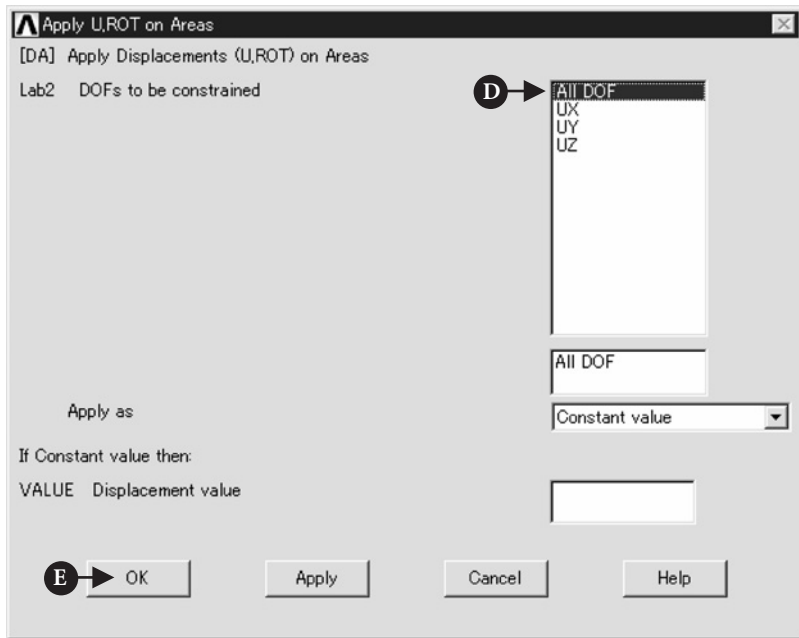 Apply U,ROT on Areas
[DA] Apply Displacements (U,ROT) on Areas
Lab2 DOFs to be constrained
D
All DOF
UX
UY
UZ
All DOF
Apply as
Constant value
If Constant value then:
VALUE Displacement value
E
OK Apply Cancel Help